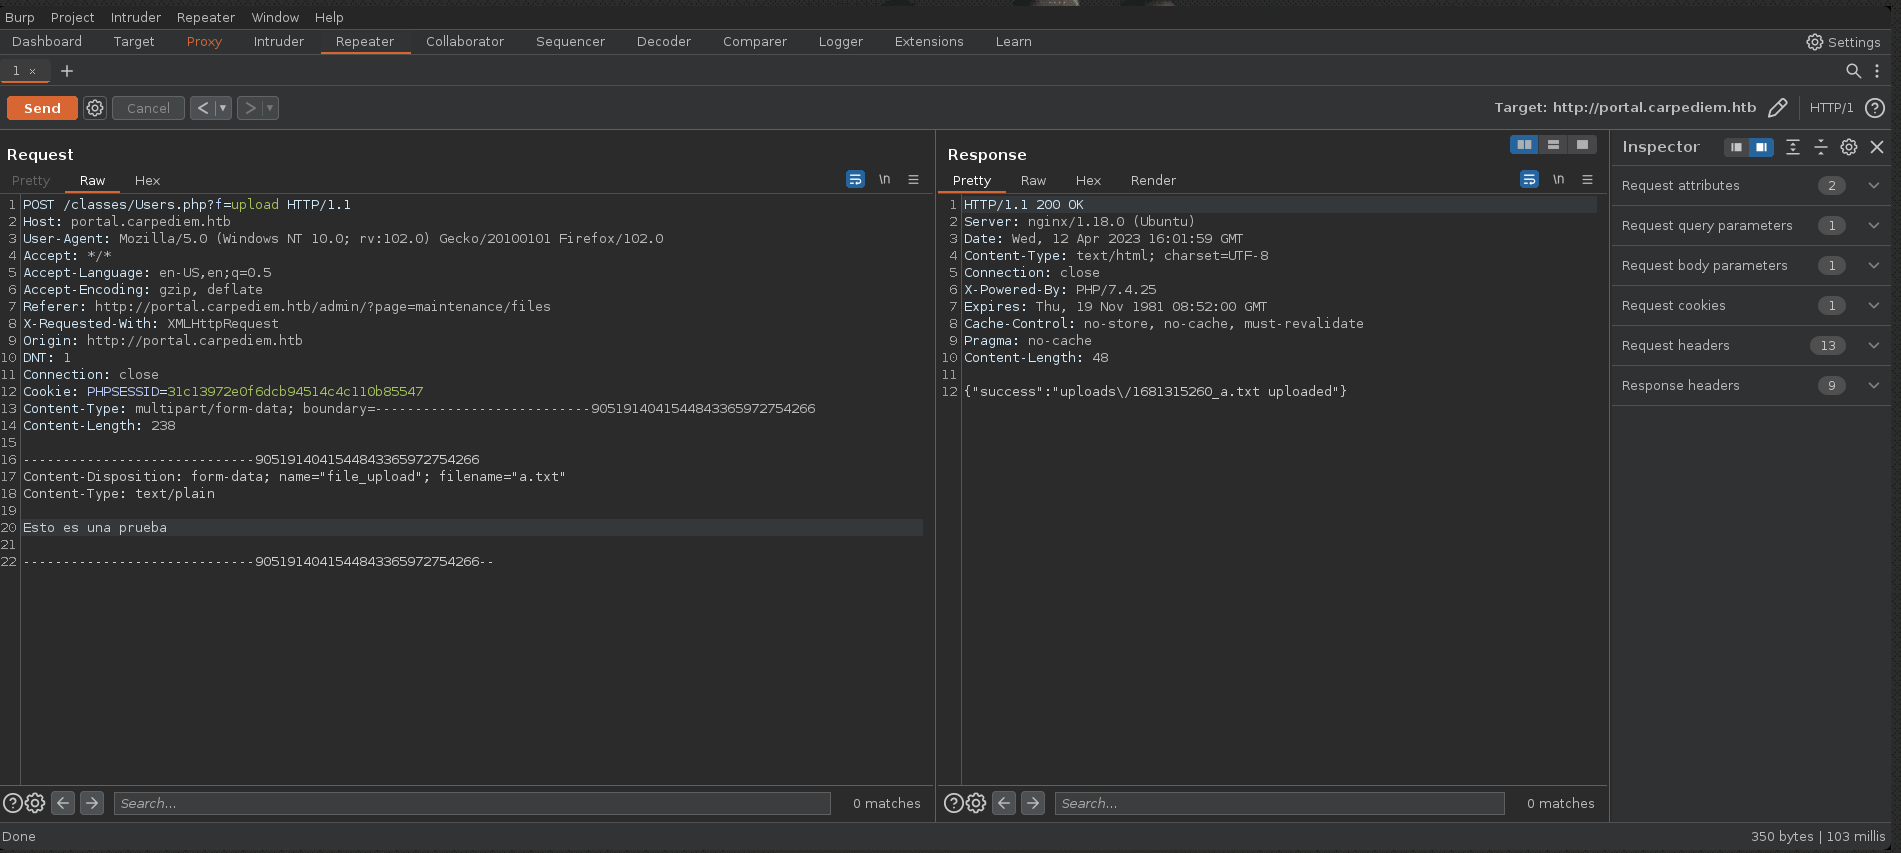 Burp Project Intruder Repeater Window Help
Dashboard Target Proxy Intruder Repeater Collaborator Sequencer Decoder Comparer Logger Extensions Learn Settings
1 × +
Send Cancel < > Target: http://portal.carpediem.htb HTTP/1
Request
Pretty Raw Hex \n
1 POST /classes/Users.php?f=upload HTTP/1.1
2 Host: portal.carpediem.htb
3 User-Agent: Mozilla/5.0 (Windows NT 10.0; rv:102.0) Gecko/20100101 Firefox/102.0
4 Accept: */*
5 Accept-Language: en-US,en;q=0.5
6 Accept-Encoding: gzip, deflate
7 Referer: http://portal.carpediem.htb/admin/?page=maintenance/files
8 X-Requested-With: XMLHttpRequest
9 Origin: http://portal.carpediem.htb
10 DNT: 1
11 Connection: close
12 Cookie: PHPSESSID=31c13972e0f6dcb94514c4c110b85547
13 Content-Type: multipart/form-data; boundary=---------------------------9051914041544843365972754266
14 Content-Length: 238
15
16 -----------------------------9051914041544843365972754266
17 Content-Disposition: form-data; name="file_upload"; filename="a.txt"
18 Content-Type: text/plain
19
20 Esto es una prueba
21
22 -----------------------------9051914041544843365972754266--
Search... 0 matches
Response
Pretty Raw Hex Render \n
1 HTTP/1.1 200 OK
2 Server: nginx/1.18.0 (Ubuntu)
3 Date: Wed, 12 Apr 2023 16:01:59 GMT
4 Content-Type: text/html; charset=UTF-8
5 Connection: close
6 X-Powered-By: PHP/7.4.25
7 Expires: Thu, 19 Nov 1981 08:52:00 GMT
8 Cache-Control: no-store, no-cache, must-revalidate
9 Pragma: no-cache
10 Content-Length: 48
11
12 {"success":"uploads\/1681315260_a.txt uploaded"}
Search... 0 matches
Inspector
Request attributes 2
Request query parameters 1
Request body parameters 1
Request cookies 1
Request headers 13
Response headers 9
Done 350 bytes | 103 millis